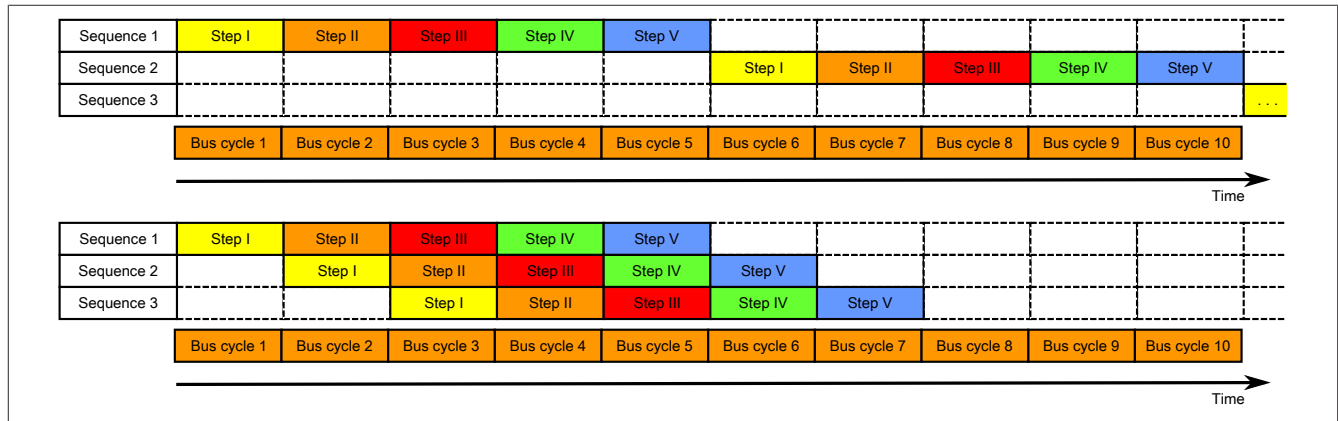 Sequence 1 Step I Step II Step III Step IV Step V
Sequence 2 Step I Step II Step III Step IV Step V
Sequence 3 . . .
Bus cycle 1 Bus cycle 2 Bus cycle 3 Bus cycle 4 Bus cycle 5 Bus cycle 6 Bus cycle 7 Bus cycle 8 Bus cycle 9 Bus cycle 10
Time
Sequence 1 Step I Step II Step III Step IV Step V
Sequence 2 Step I Step II Step III Step IV Step V
Sequence 3 Step I Step II Step III Step IV Step V
Bus cycle 1 Bus cycle 2 Bus cycle 3 Bus cycle 4 Bus cycle 5 Bus cycle 6 Bus cycle 7 Bus cycle 8 Bus cycle 9 Bus cycle 10
Time